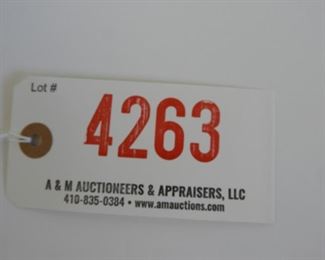 Lot #
4263
A & M AUCTIONEERS & APPRAISERS, LLC
410-835-0384 • www.amauctions.com